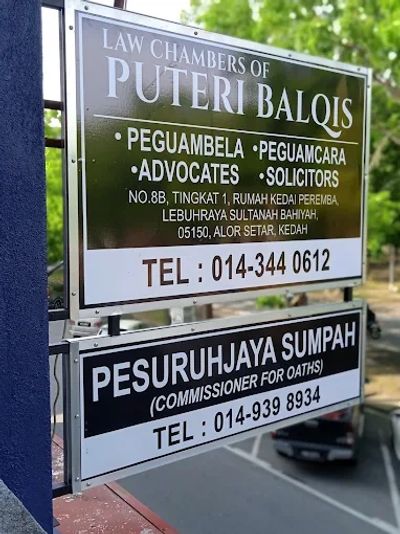 LAW CHAMBERS OF
PUTERI BALQIS
• PEGUAMBELA • PEGUAMCARA
• ADVOCATES • SOLICITORS
NO.8B, TINGKAT 1, RUMAH KEDAI PEREMBA,
LEBUHRAYA SULTANAH BAHIYAH,
05150, ALOR SETAR, KEDAH
TEL : 014-344 0612
PESURUHJAYA SUMPAH
(COMMISSIONER FOR OATHS)
TEL : 014-939 8934